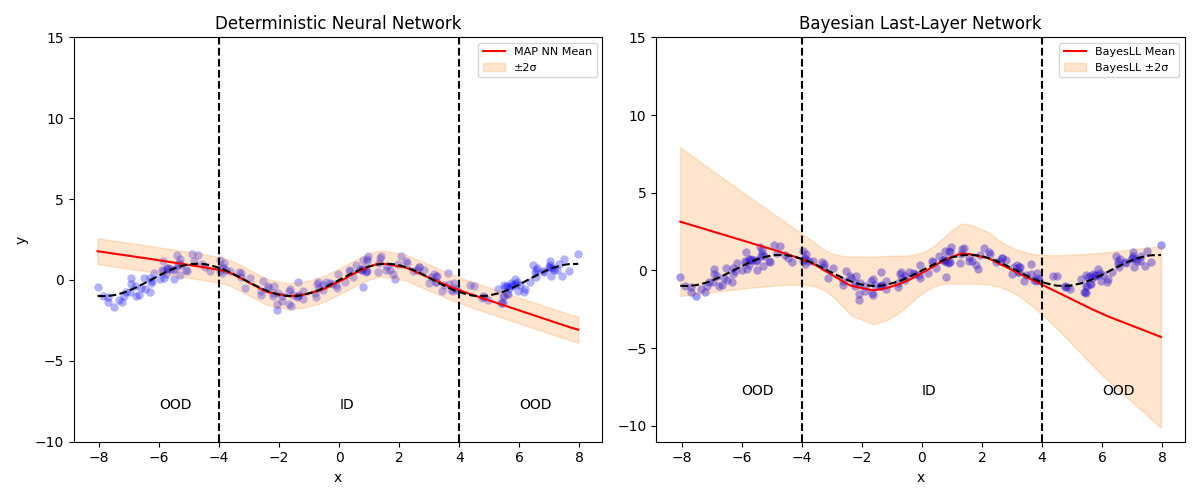 Deterministic Neural Network
MAP NN Mean
±2σ
15
10
5
0
−5
−10
y
OOD
ID
OOD
−8 −6 −4 −2 0 2 4 6 8
x
Bayesian Last-Layer Network
BayesLL Mean
BayesLL ±2σ
15
10
5
0
−5
−10
OOD
ID
OOD
−8 −6 −4 −2 0 2 4 6 8
x